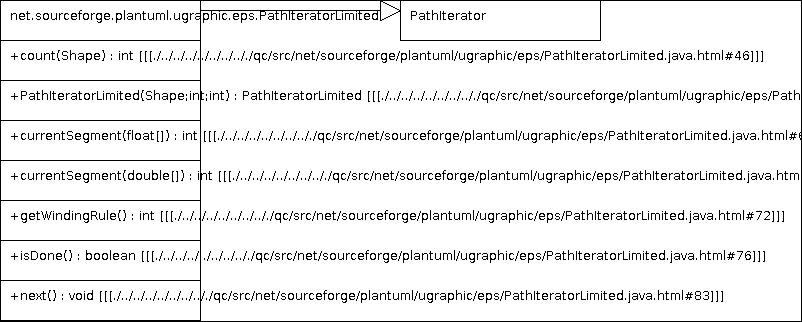 net.sourceforge.plantuml.ugraphic.eps.PathIteratorLimited
PathIterator
+count(Shape) : int [[[./../../../../../../../../qc/src/net/sourceforge/plantuml/ugraphic/eps/PathIteratorLimited.java.html#46]]]
+PathIteratorLimited(Shape;int;int) : PathIteratorLimited [[[./../../../../../../../../qc/src/net/sourceforge/plantuml/ugraphic/eps/Path
+currentSegment(float[]) : int [[[./../../../../../../../../qc/src/net/sourceforge/plantuml/ugraphic/eps/PathIteratorLimited.java.html#6
+currentSegment(double[]) : int [[[./../../../../../../../../qc/src/net/sourceforge/plantuml/ugraphic/eps/PathIteratorLimited.java.htm
+getWindingRule() : int [[[./../../../../../../../../qc/src/net/sourceforge/plantuml/ugraphic/eps/PathIteratorLimited.java.html#72]]]
+isDone() : boolean [[[./../../../../../../../../qc/src/net/sourceforge/plantuml/ugraphic/eps/PathIteratorLimited.java.html#76]]]
+next() : void [[[./../../../../../../../../qc/src/net/sourceforge/plantuml/ugraphic/eps/PathIteratorLimited.java.html#83]]]